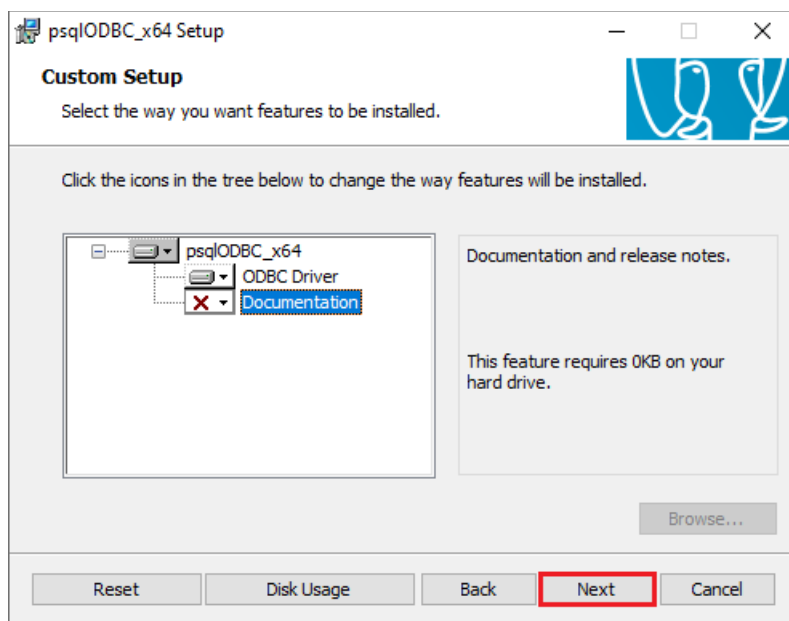 psqlODBC_x64 Setup
Custom Setup
Select the way you want features to be installed.
Click the icons in the tree below to change the way features will be installed.
psqlODBC_x64
ODBC Driver
Documentation
Documentation and release notes.
This feature requires 0KB on your
hard drive.
Browse...
Reset
Disk Usage
Back
Next
Cancel